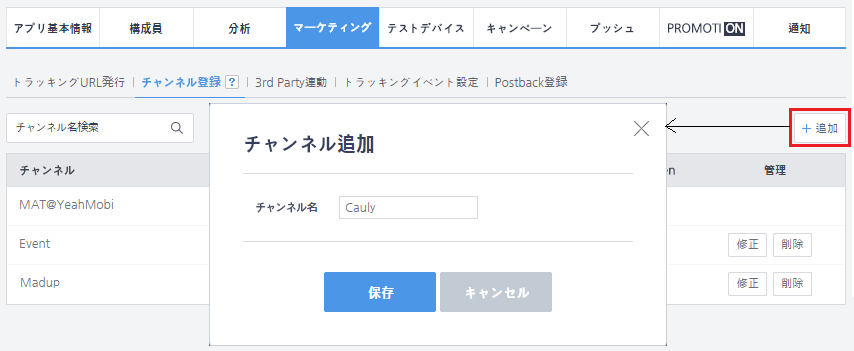 アプリ基本情報 構成員 分析 マーケティング テストデバイス キャンペーン プッシュ PROMOTION 通知
トラッキングURL発行 チャンネル登録 ? 3rd Party連動 トラッキングイベント設定 Postback登録
チャンネル名検索 + 追加
チャンネル 管理
MAT@YeahMobi
Event 修正 削除
Madup 修正 削除
チャンネル追加
チャンネル名 Cauly
保存 キャンセル